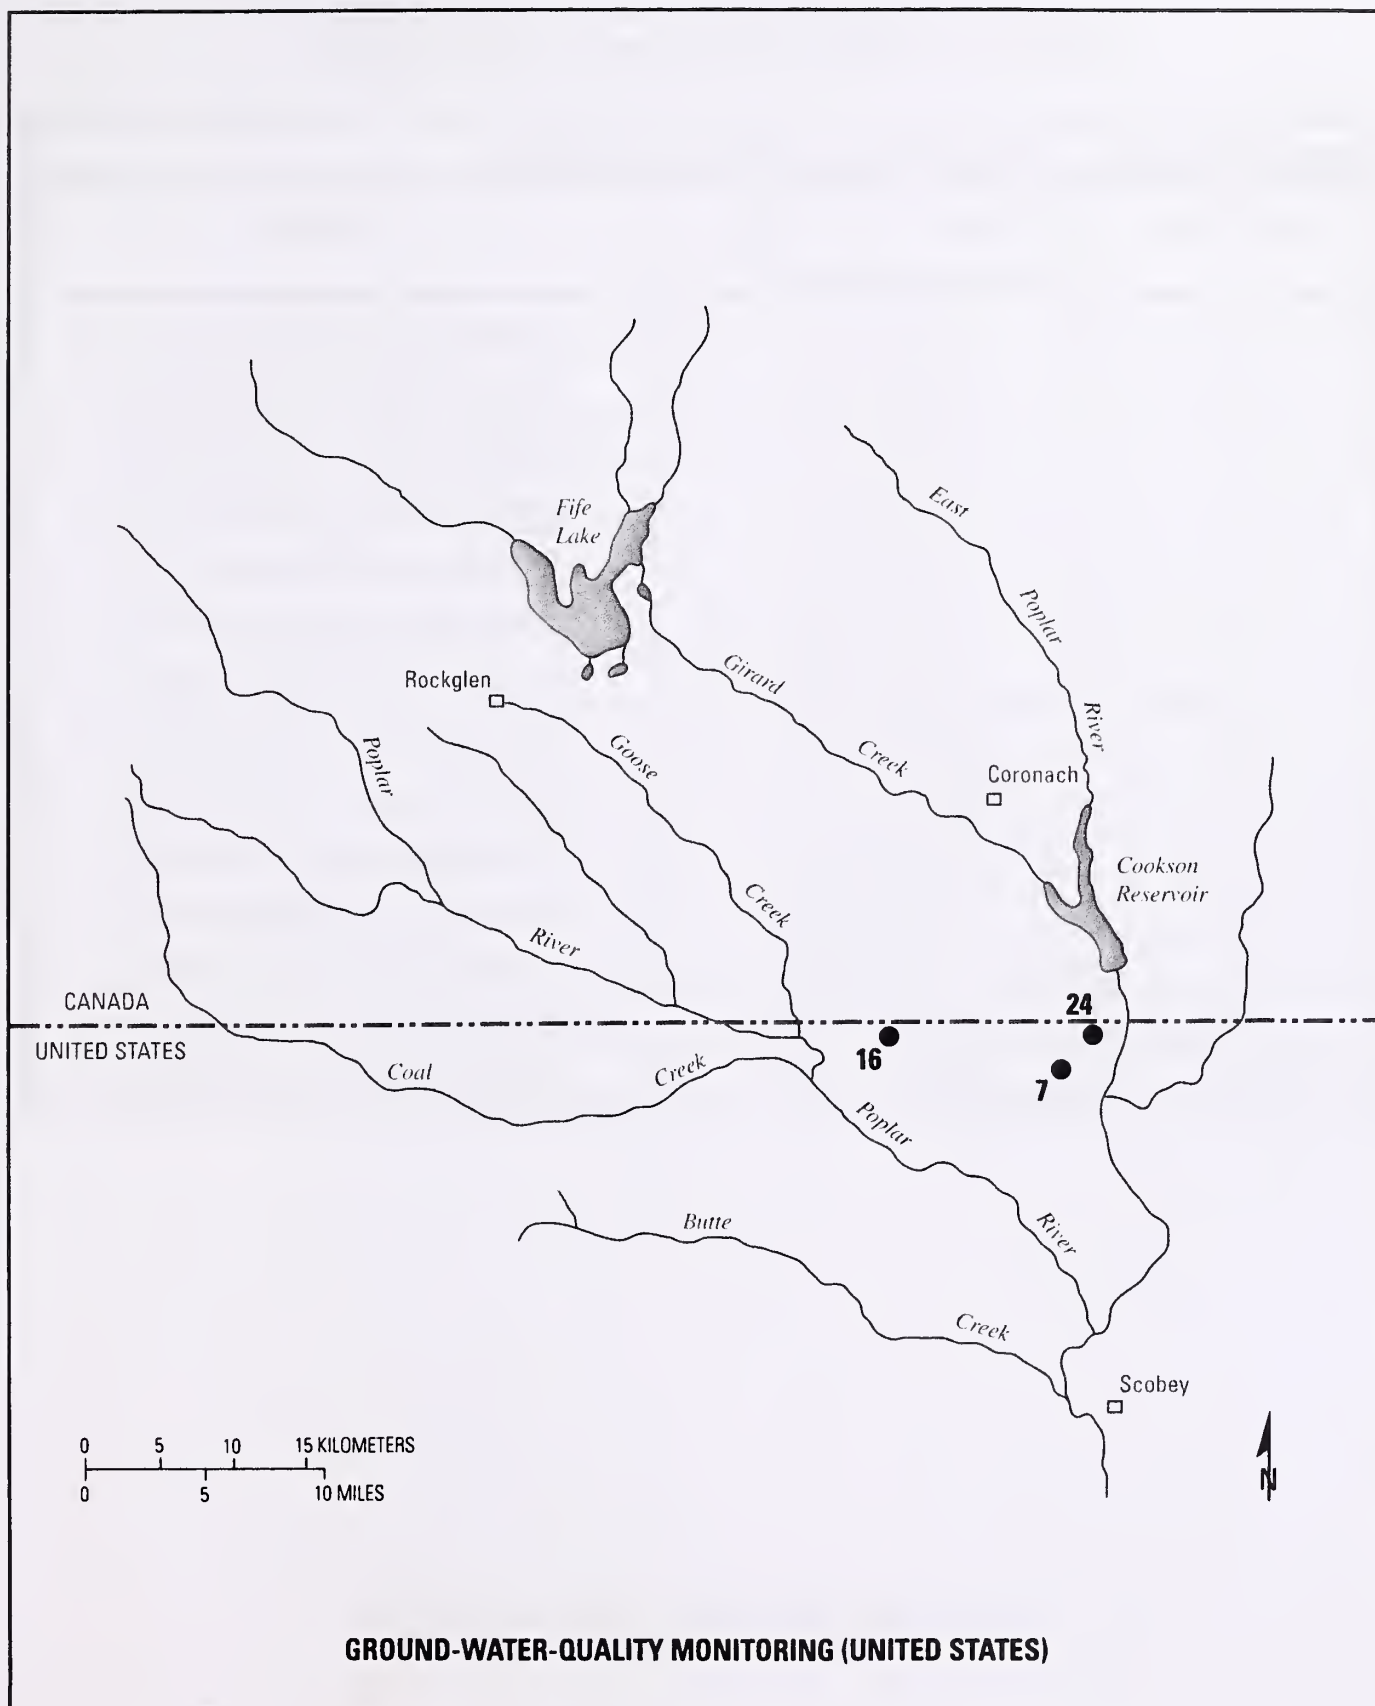 Fife
Lake
East
Poplar
River
Rockglen
Girard
Creek
Goose
Creek
Poplar
River
Coronach
Cookson
Reservoir
CANADA
UNITED STATES
24
16
7
Coal
Creek
Poplar
River
Butte
Creek
Scobey
0 5 10 15 KILOMETERS
0 5 10 MILES
N
GROUND-WATER-QUALITY MONITORING (UNITED STATES)